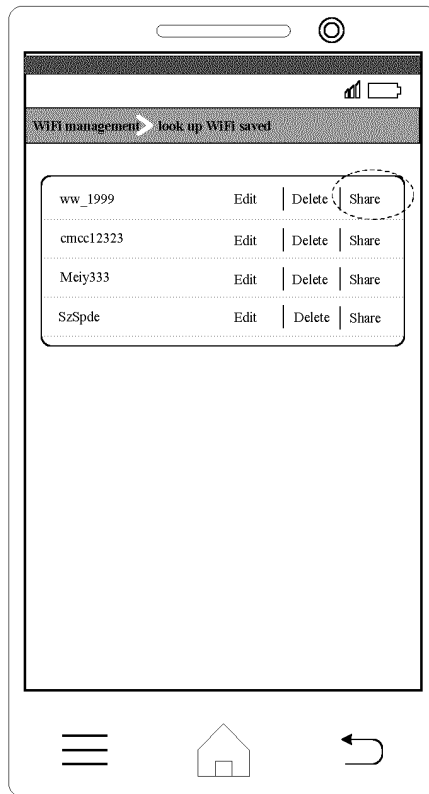 WiFi management look up WiFi saved
ww_1999 Edit Delete Share
cmcc12323 Edit Delete Share
Meiy333 Edit Delete Share
SzSpde Edit Delete Share